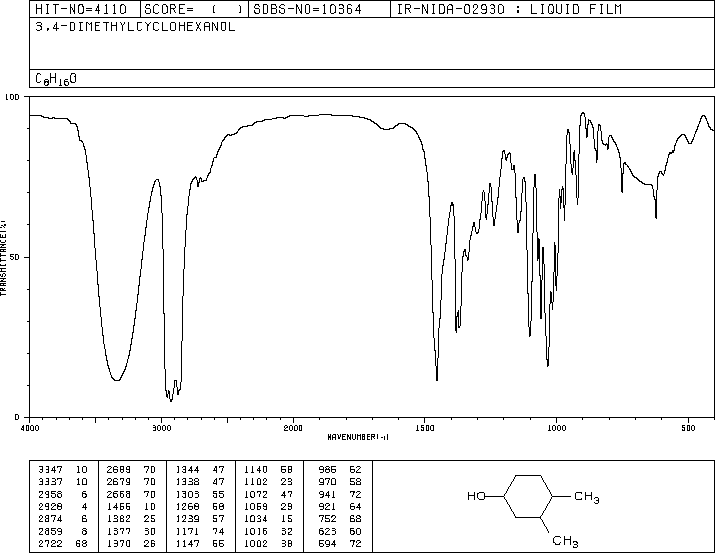 HIT-NO=4110 SCORE= ( ) SDBS-NO=10364 IR-NIDA-02930 : LIQUID FILM
3,4-DIMETHYLCYCLOHEXANOL
C8H16O
100
TRANSMITTANCE(%)
50
0
4000 3000 2000 1500 1000 500
WAVENUMBER(-1)
3347 10 2689 70 1344 47 1140 68 986 62
3337 10 2679 70 1338 47 1102 23 970 58
2958 6 2668 70 1303 55 1072 47 941 72
2928 4 1455 10 1268 60 1059 29 921 64
2874 6 1382 25 1239 57 1034 15 752 68
2859 8 1377 30 1171 74 1016 32 623 60
2722 68 1370 26 1147 55 1002 38 594 72
HO
CH3
CH3